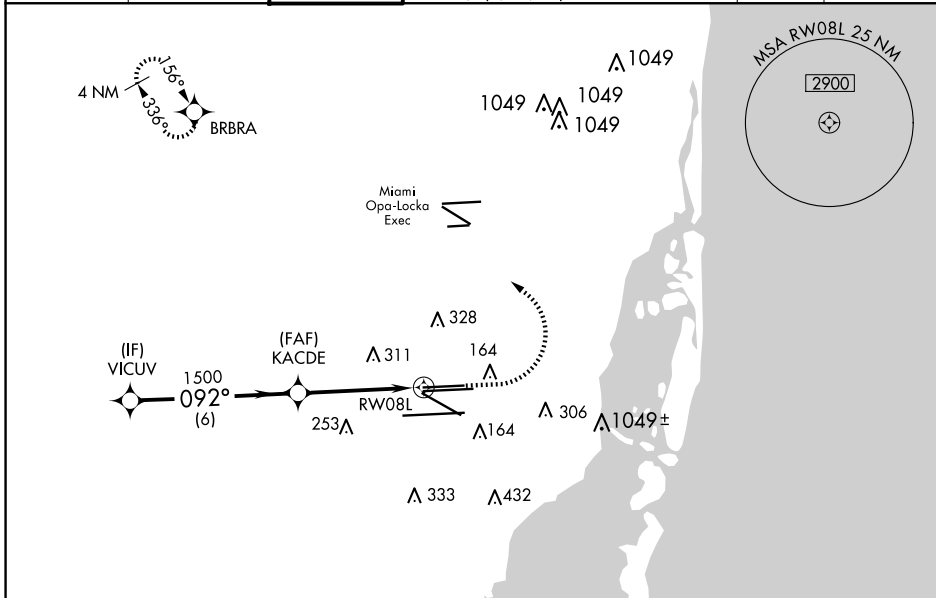 MSA RW08L 25 NM
2900
1049
1049
1049
1049
156°
4 NM
336°
BRBRA
Miami
Opa-Locka
Exec
328
(FAF)
KACDE
311
164
(IF)
VICUV
1500
092°
(6)
RW08L
253
306
1049±
164
333
432